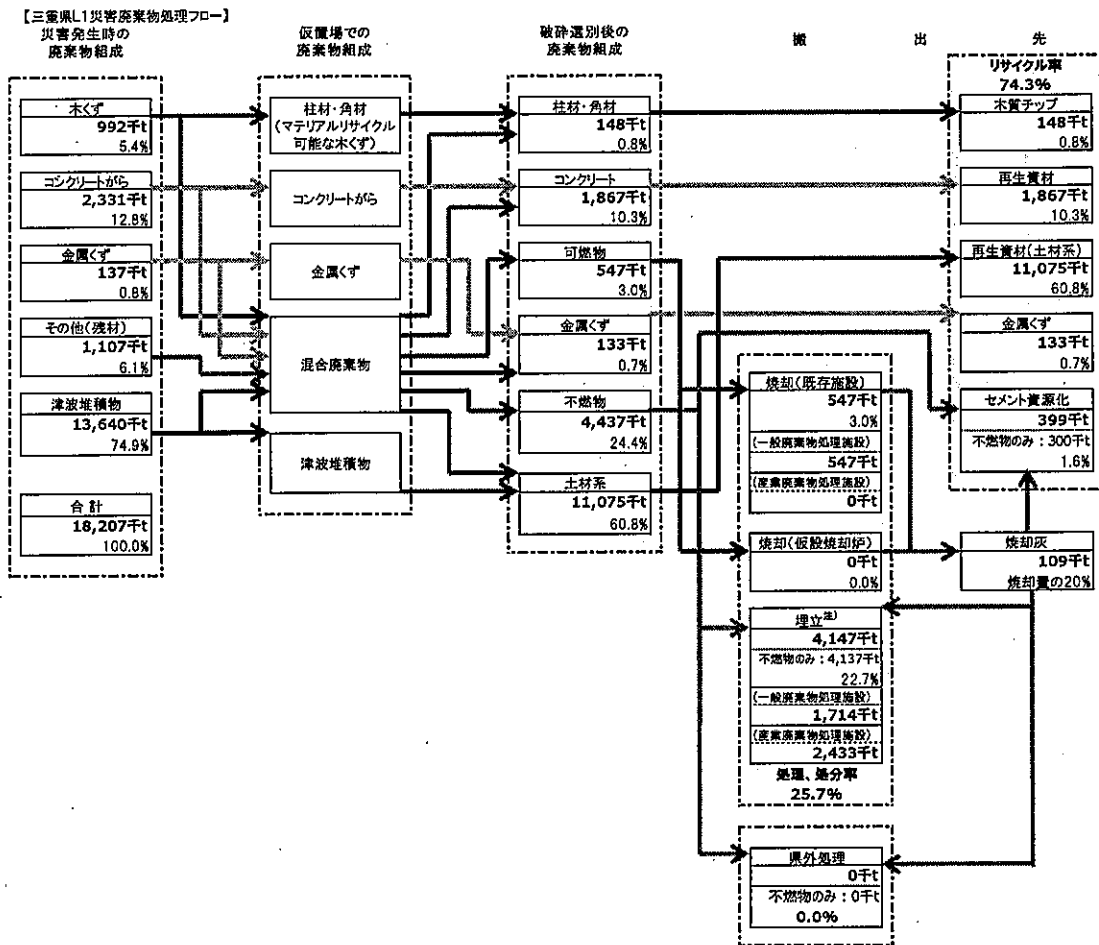 【三重県L1災害廃棄物処理フロー】
災害発生時の
廃棄物組成
木くず
992千t
5.4%
コンクリートがら
2,331千t
12.8%
金属くず
137千t
0.8%
その他(残材)
1,107千t
6.1%
津波堆積物
13,640千t
74.9%
合計
18,207千t
100.0%
仮置場での
廃棄物組成
柱材・角材
(マテリアルリサイクル
可能な木くず)
コンクリートがら
金属くず
混合廃棄物
津波堆積物
破砕選別後の
廃棄物組成
柱材・角材
148千t
0.8%
コンクリート
1,867千t
10.3%
可燃物
547千t
3.0%
金属くず
133千t
0.7%
不燃物
4,437千t
24.4%
土材系
11,075千t
60.8%
搬 出 先
焼却(既存施設)
547千t
3.0%
(一般廃棄物処理施設)
547千t
(産業廃棄物処理施設)
0千t
焼却(仮設焼却炉)
0千t
0.0%
埋立注)
4,147千t
不燃物のみ:4,137千t
22.7%
(一般廃棄物処理施設)
1,714千t
(産業廃棄物処理施設)
2,433千t
処理、処分率
25.7%
県外処理
0千t
不燃物のみ:0千t
0.0%
リサイクル率
74.3%
木質チップ
148千t
0.8%
再生資材
1,867千t
10.3%
再生資材(土材系)
11,075千t
60.8%
金属くず
133千t
0.7%
セメント資源化
399千t
不燃物のみ:300千t
1.6%
焼却灰
109千t
焼却量の20%